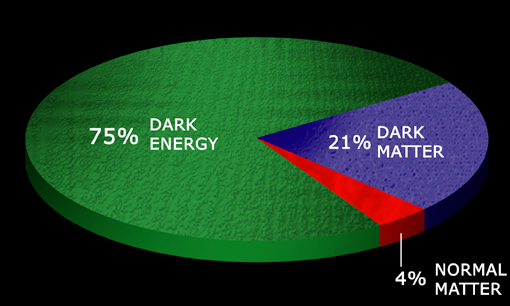 75% DARK
ENERGY
21% DARK
MATTER
4% NORMAL
MATTER